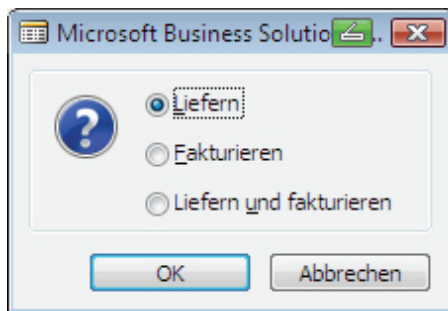 Microsoft Business Solutio...
Liefern
Fakturieren
Liefern und fakturieren
OK
Abbrechen